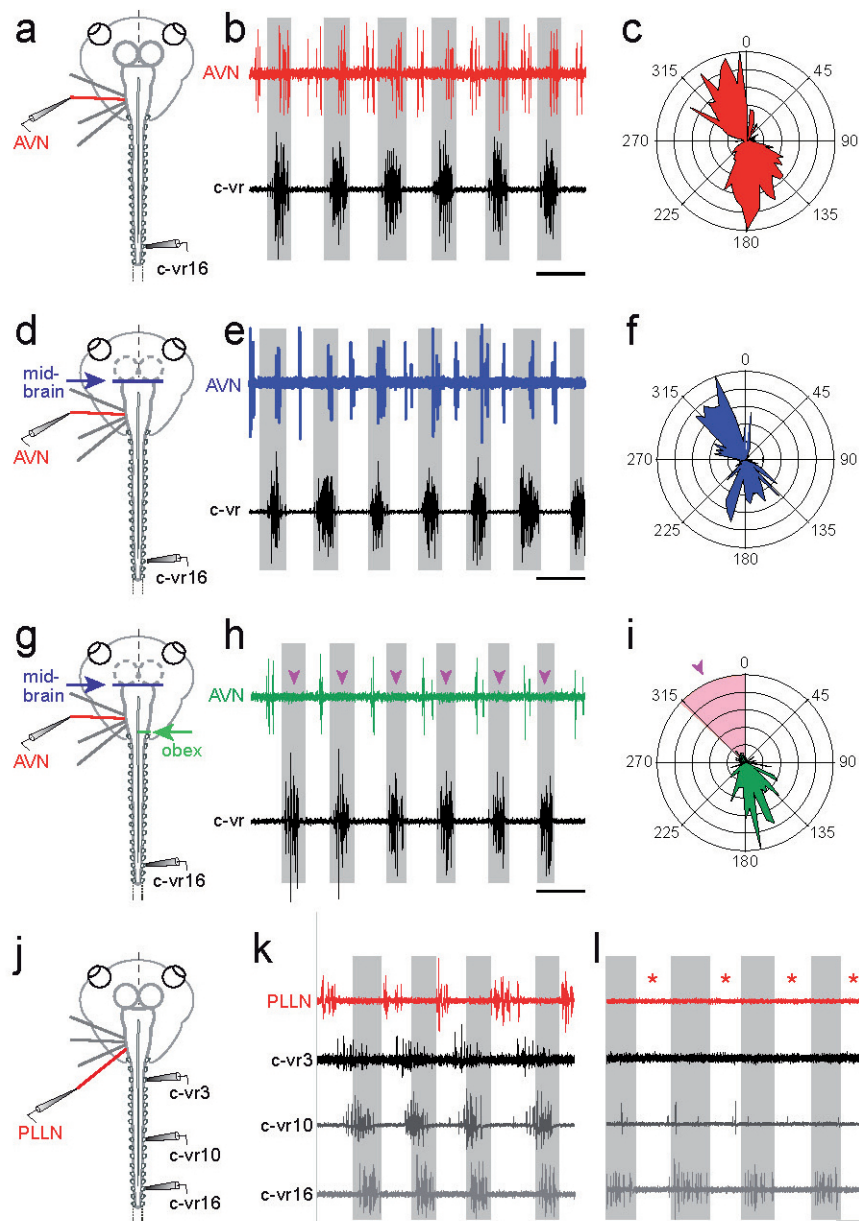 a
b
c
AVN
c-vr
AVN
c-vr16
0
45
90
135
180
225
270
315
d
e
f
mid-
brain
AVN
c-vr16
AVN
c-vr
0
45
90
135
180
225
270
315
g
h
i
mid-
brain
AVN
obex
c-vr16
AVN
c-vr
0
45
90
135
180
225
270
315
j
k
l
PLLN
c-vr3
c-vr10
c-vr16
PLLN
c-vr3
c-vr10
c-vr16
* * * *